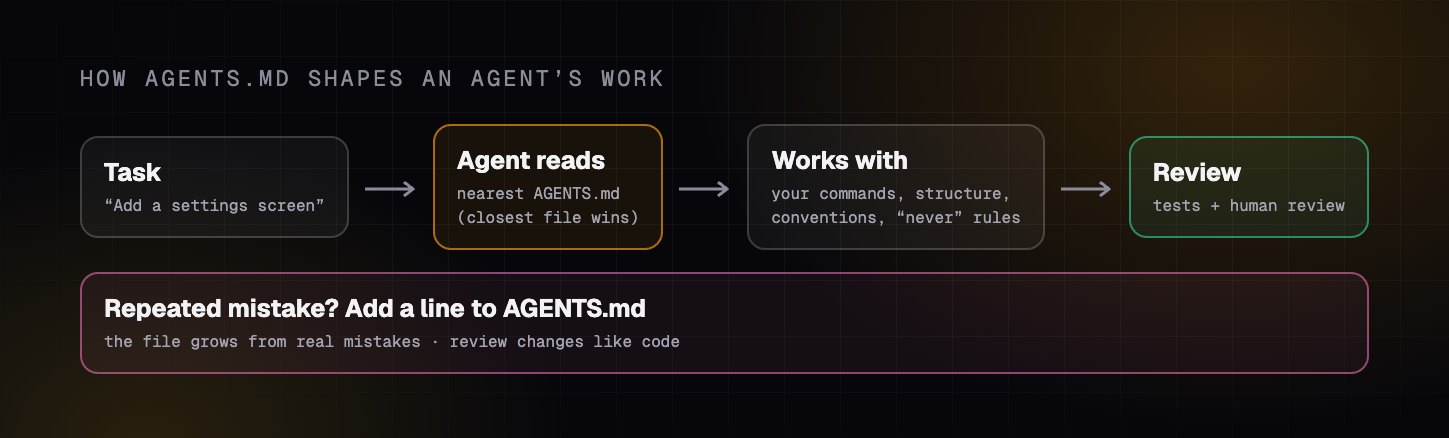 HOW AGENTS.MD SHAPES AN AGENT’S WORK
Task
“Add a settings screen”
Agent reads
nearest AGENTS.md
(closest file wins)
Works with
your commands, structure,
conventions, “never” rules
Review
tests + human review
Repeated mistake? Add a line to AGENTS.md
the file grows from real mistakes · review changes like code